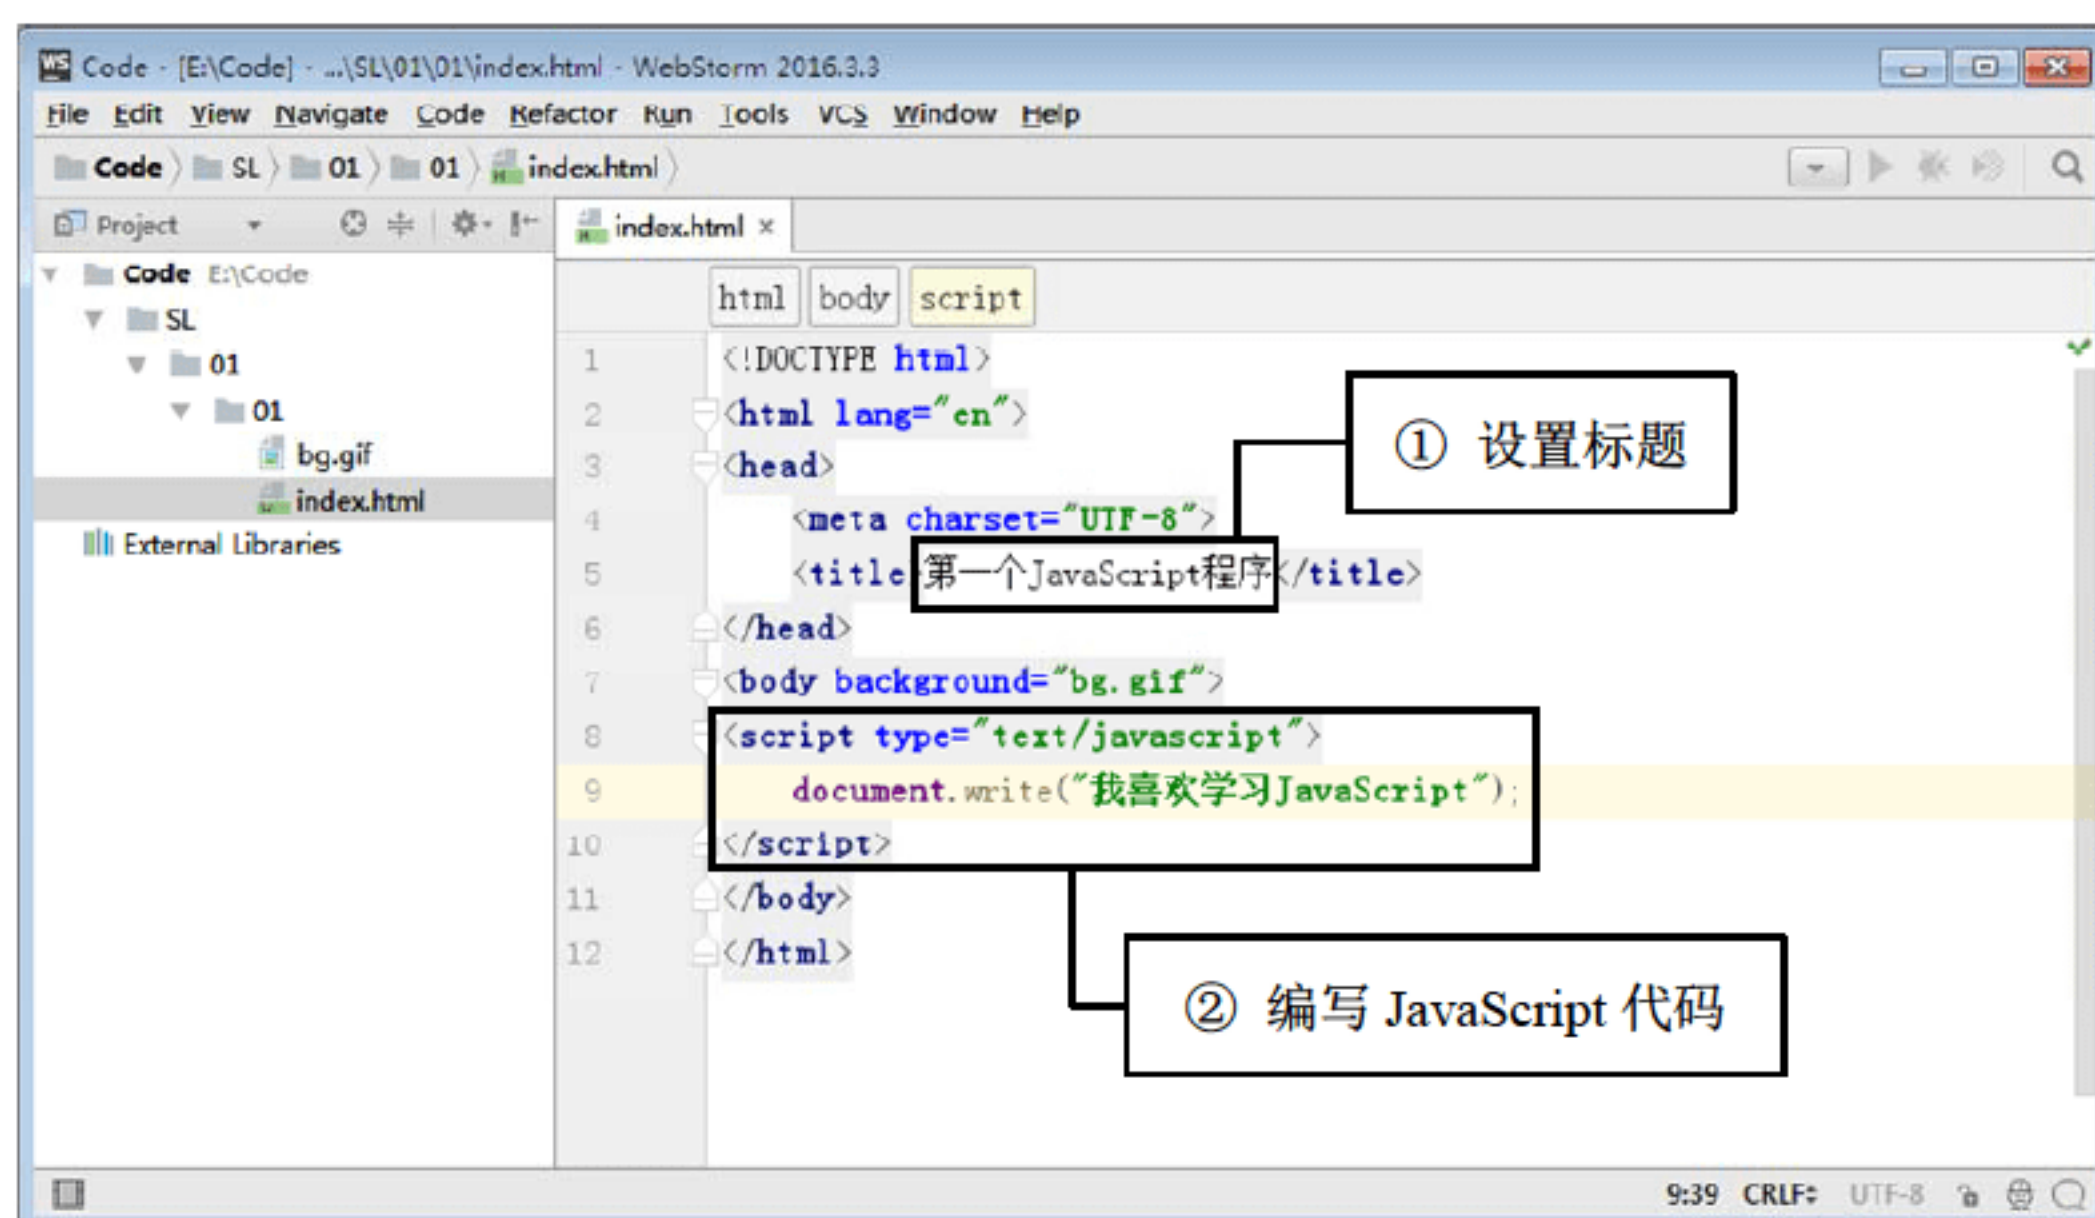 WS Code - [E:\Code] - ...\SL\01\01\index.html - WebStorm 2016.3.3
File Edit View Navigate Code Refactor Run Tools VCS Window Help
Code SL 01 01 index.html
Project
index.html ×
Code E:\Code
SL
01
01
bg.gif
index.html
External Libraries
html body script
1 <!DOCTYPE html>
2 <html lang="en">
3 <head>
4 <meta charset="UTF-8">
5 <title>第一个JavaScript程序</title>
6 </head>
7 <body background="bg.gif">
8 <script type="text/javascript">
9 document.write("我喜欢学习JavaScript");
10 </script>
11 </body>
12 </html>
① 设置标题
② 编写 JavaScript 代码
9:39 CRLF UTF-8